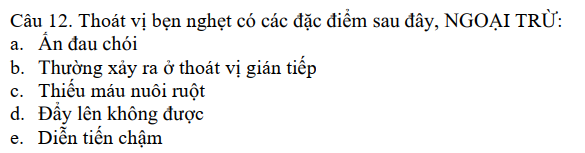 Câu 12. Thoát vị bẹn nghẹt có các đặc điểm sau đây, NGOẠI TRỪ:
a. Ấn đau chói
b. Thường xảy ra ở thoát vị gián tiếp
c. Thiếu máu nuôi ruột
d. Đẩy lên không được
e. Diễn tiến chậm